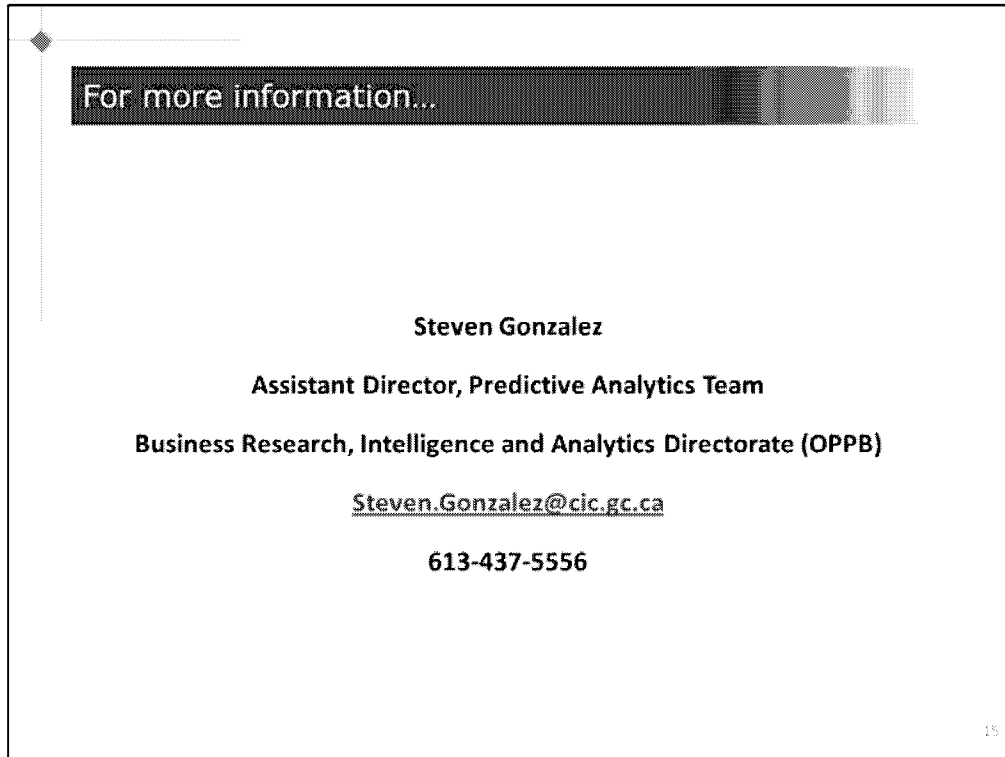 For more information...
Steven Gonzalez
Assistant Director, Predictive Analytics Team
Business Research, Intelligence and Analytics Directorate (OPPB)
Steven.Gonzalez@cic.gc.ca
613-437-5556
15